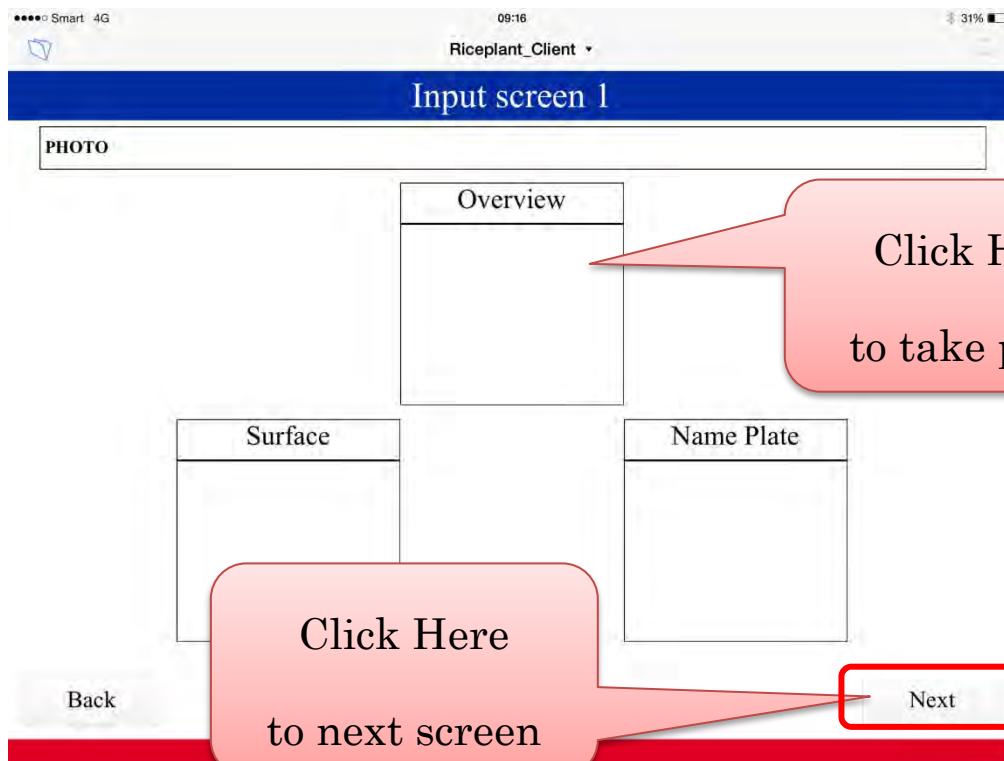 Smart 4G 09:16 31%
Riceplant_Client
Input screen 1
PHOTO
Overview
Click
to take
Surface
Name Plate
Click Here
to next screen
Back
Next